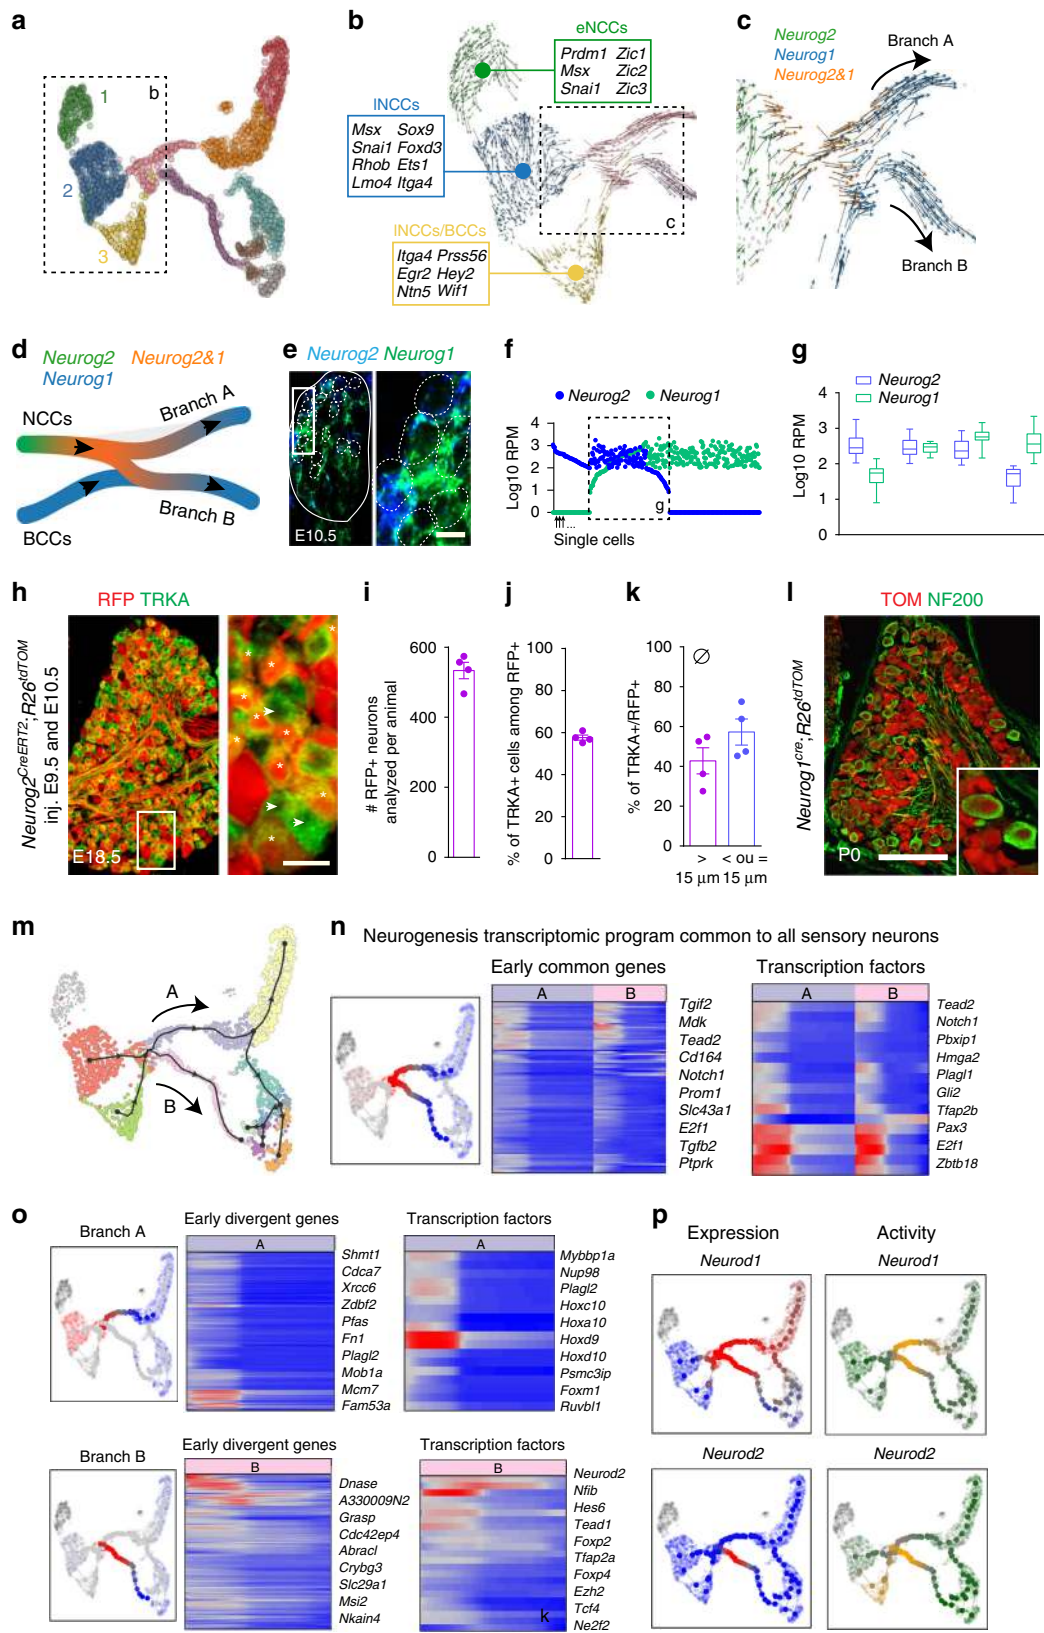 a
1
b
2
3
b
eNCCs
Prdm1 Zic1
Msx Zic2
Snai1 Zic3
lNCCs
Msx Sox9
Snai1 Foxd3
Rhob Ets1
Lmo4 Itga4
lNCCs/BCCs
Itga4 Prss56
Egr2 Hey2
Ntn5 Wif1
c
c
Neurog2
Neurog1
Neurog2&1
Branch A
Branch B
d
Neurog2 Neurog2&1
Neurog1
NCCs
Branch A
Branch B
BCCs
e
Neurog2 Neurog1
E10.5
f
Neurog2 Neurog1
Log10 RPM
4
3
2
1
0
g
...
Single cells
g
Neurog2
Neurog1
Log10 RPM
4
3
2
1
0
h
RFP TRKA
Neurog2CreERT2;R26tdTOM
inj. E9.5 and E10.5
E18.5
i
# RFP+ neurons
analyzed per animal
600
400
200
0
j
% of TRKA+ cells among RFP+
100
80
60
40
20
0
k
% of TRKA+/RFP+
100
80
60
40
20
0
> < ou =
15 µm 15 µm
l
TOM NF200
Neurog1cre;R26tdTOM
P0
m
A
B
n
Neurogenesis transcriptomic program common to all sensory neurons
Early common genes
A B
Tgif2
Mdk
Tead2
Cd164
Notch1
Prom1
Slc43a1
E2f1
Tgfb2
Ptprk
Transcription factors
A B
Tead2
Notch1
Pbxip1
Hmga2
Plagl1
Gli2
Tfap2b
Pax3
E2f1
Zbtb18
o
Branch A
Early divergent genes
A
Shmt1
Cdca7
Xrcc6
Zdbf2
Pfas
Fn1
Plagl2
Mob1a
Mcm7
Fam53a
Transcription factors
A
Mybbp1a
Nup98
Plagl2
Hoxc10
Hoxa10
Hoxd9
Hoxd10
Psmc3ip
Foxm1
Ruvbl1
Branch B
Early divergent genes
B
Dnase
A330009N2
Grasp
Cdc42ep4
Abracl
Crybg3
Slc29a1
Msi2
Nkain4
Transcription factors
B
k
Neurod2
Nfib
Hes6
Tead1
Foxp2
Tfap2a
Foxp4
Ezh2
Tcf4
Ne2f2
p
Expression Activity
Neurod1 Neurod1
Neurod2 Neurod2